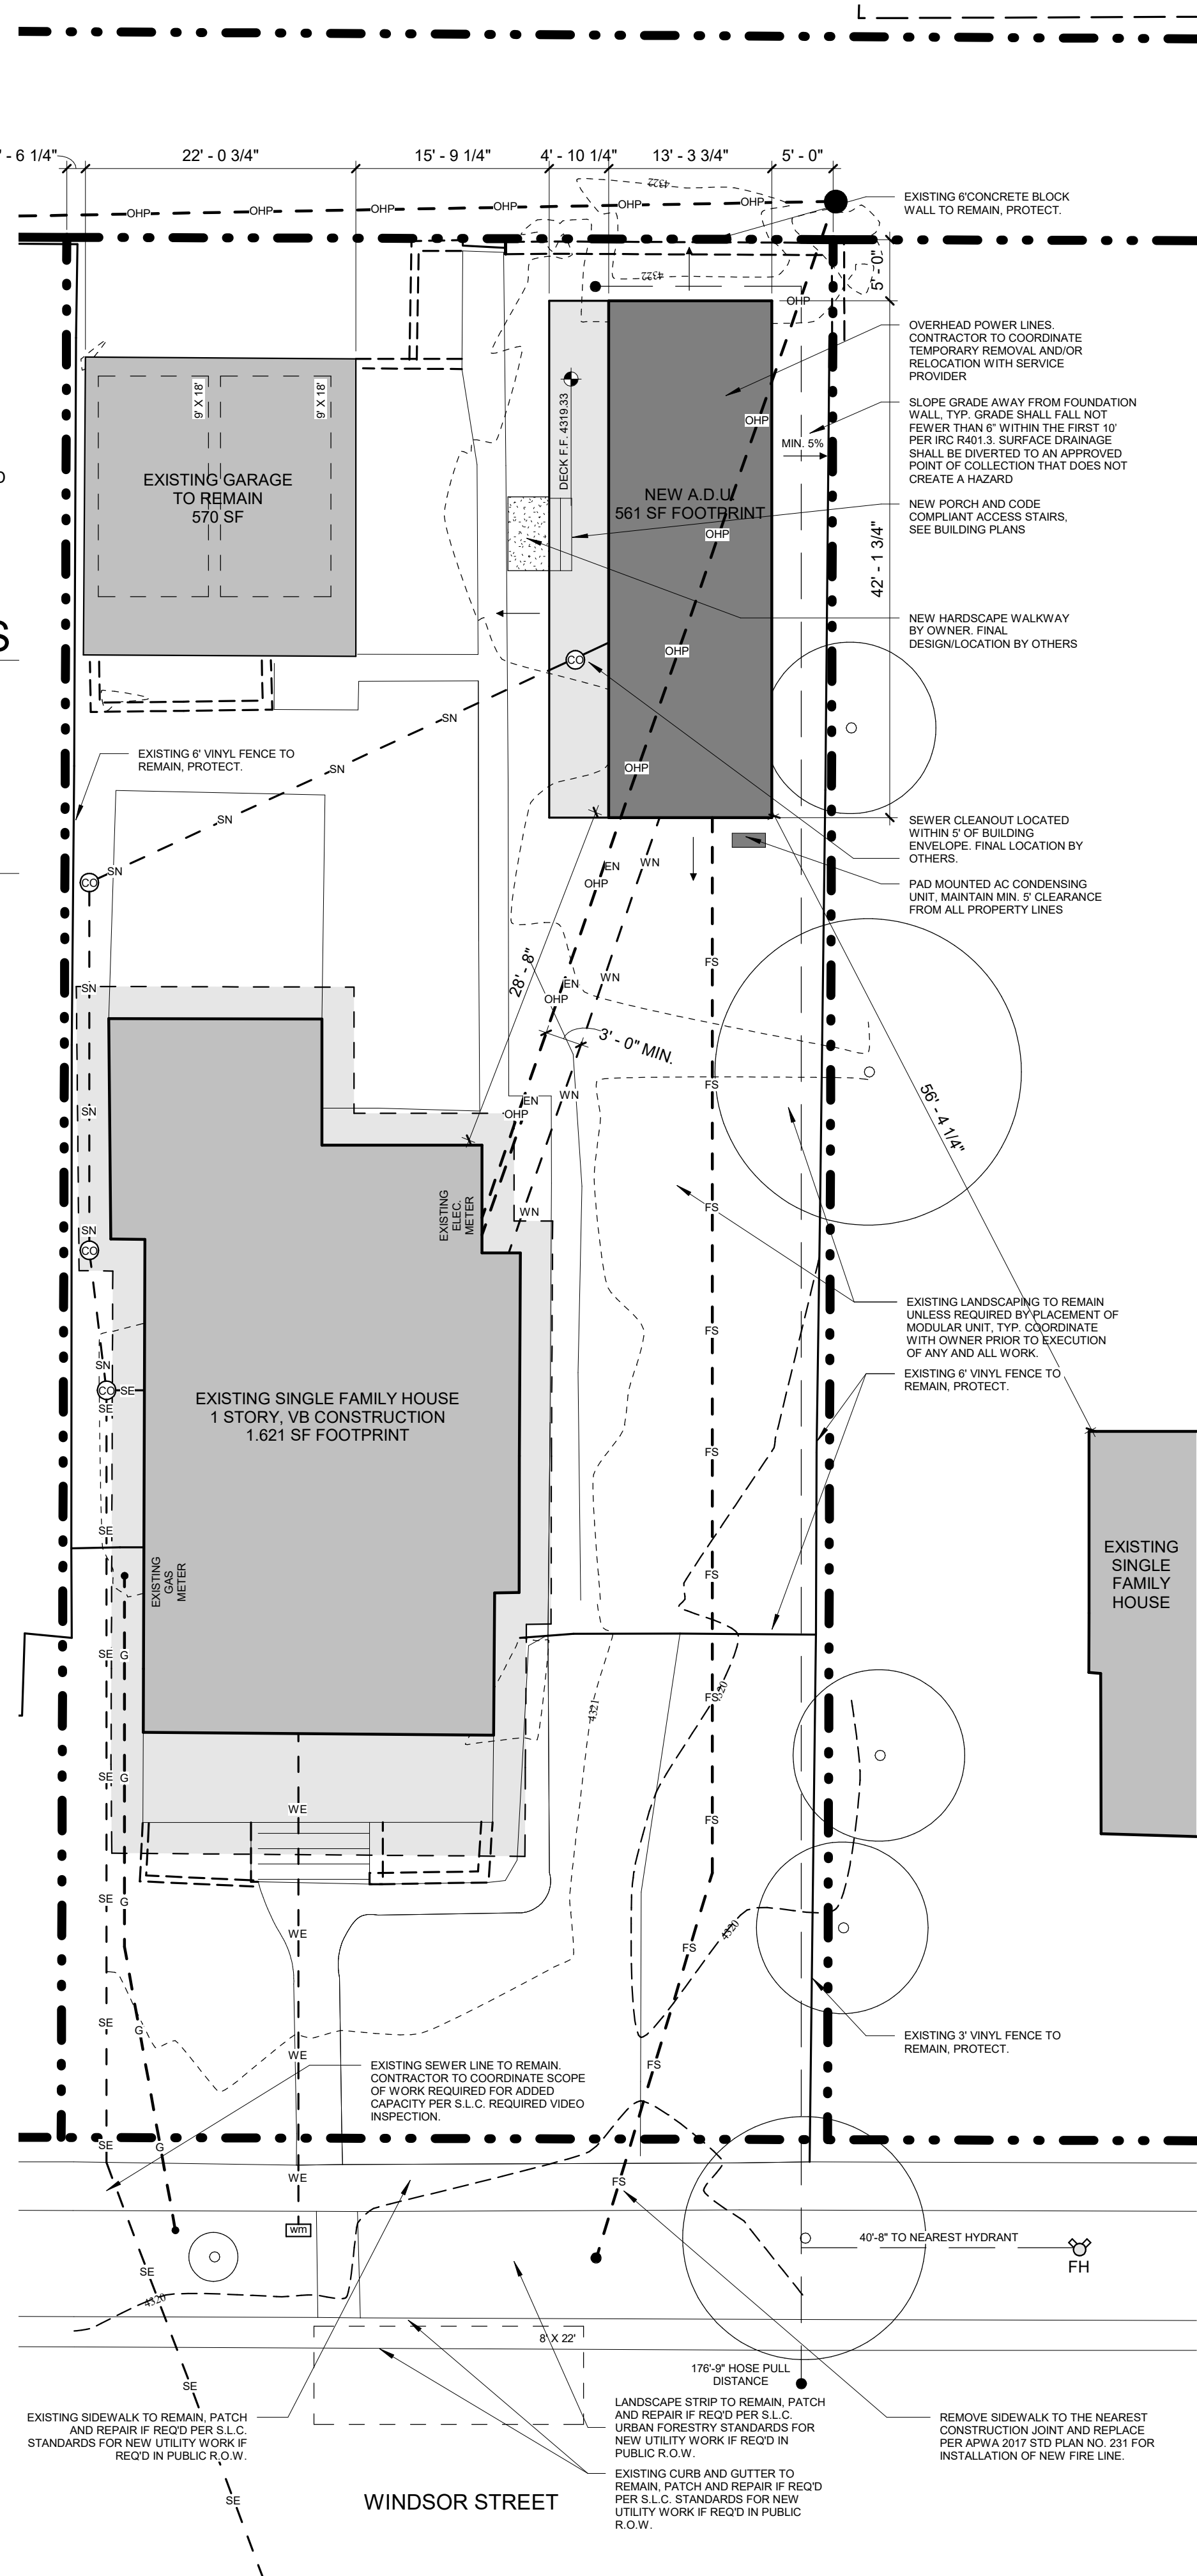 ' - 6 1/4"
22' - 0 3/4"
15' - 9 1/4"
4' - 10 1/4"
13' - 3 3/4"
5' - 0"
4322
OHP
OHP
OHP
OHP
OHP
OHP
EXISTING 6'CONCRETE BLOCK
WALL TO REMAIN, PROTECT.
4322
5' - 0"
OHP
OVERHEAD POWER LINES.
CONTRACTOR TO COORDINATE
TEMPORARY REMOVAL AND/OR
RELOCATION WITH SERVICE
PROVIDER
9' X 18'
9' X 18'
DECK F.F. 4319.33
OHP
MIN. 5%
SLOPE GRADE AWAY FROM FOUNDATION
WALL, TYP. GRADE SHALL FALL NOT
FEWER THAN 6" WITHIN THE FIRST 10'
PER IRC R401.3. SURFACE DRAINAGE
SHALL BE DIVERTED TO AN APPROVED
POINT OF COLLECTION THAT DOES NOT
CREATE A HAZARD
EXISTING GARAGE
TO REMAIN
570 SF
NEW A.D.U.
561 SF FOOTPRINT
OHP
NEW PORCH AND CODE
COMPLIANT ACCESS STAIRS,
SEE BUILDING PLANS
42' - 1 3/4"
S
NEW HARDSCAPE WALKWAY
BY OWNER. FINAL
DESIGN/LOCATION BY OTHERS
CO
OHP
SN
EXISTING 6' VINYL FENCE TO
REMAIN, PROTECT.
SN
OHP
SN
SEWER CLEANOUT LOCATED
WITHIN 5' OF BUILDING
ENVELOPE. FINAL LOCATION BY
OTHERS.
SN
CO
EN
WN
OHP
PAD MOUNTED AC CONDENSING
UNIT, MAINTAIN MIN. 5' CLEARANCE
FROM ALL PROPERTY LINES
28' - 8"
FS
SN
EN
WN
OHP
3' - 0" MIN.
SN
EN
WN
OHP
FS
56' - 4 1/4"
EXISTING
ELEC.
METER
WN
FS
SN
CO
EXISTING LANDSCAPING TO REMAIN
UNLESS REQUIRED BY PLACEMENT OF
MODULAR UNIT, TYP. COORDINATE
WITH OWNER PRIOR TO EXECUTION
OF ANY AND ALL WORK.
FS
SN
CO
SE
SE
EXISTING 6' VINYL FENCE TO
REMAIN, PROTECT.
EXISTING SINGLE FAMILY HOUSE
1 STORY, VB CONSTRUCTION
1.621 SF FOOTPRINT
FS
SE
EXISTING
GAS
METER
FS
EXISTING
SINGLE
FAMILY
HOUSE
SE
G
4321
FS
4320
SE
G
WE
FS
SE
G
WE
FS
4320
SE
G
WE
FS
EXISTING 3' VINYL FENCE TO
REMAIN, PROTECT.
EXISTING SEWER LINE TO REMAIN.
CONTRACTOR TO COORDINATE SCOPE
OF WORK REQUIRED FOR ADDED
CAPACITY PER S.L.C. REQUIRED VIDEO
INSPECTION.
SE
G
WE
FS
wm
40'-8" TO NEAREST HYDRANT
FH
SE
4320
8' X 22'
SE
176'-9" HOSE PULL
DISTANCE
EXISTING SIDEWALK TO REMAIN, PATCH
AND REPAIR IF REQ'D PER S.L.C.
STANDARDS FOR NEW UTILITY WORK IF
REQ'D IN PUBLIC R.O.W.
LANDSCAPE STRIP TO REMAIN, PATCH
AND REPAIR IF REQ'D PER S.L.C.
URBAN FORESTRY STANDARDS FOR
NEW UTILITY WORK IF REQ'D IN
PUBLIC R.O.W.
REMOVE SIDEWALK TO THE NEAREST
CONSTRUCTION JOINT AND REPLACE
PER APWA 2017 STD PLAN NO. 231 FOR
INSTALLATION OF NEW FIRE LINE.
EXISTING CURB AND GUTTER TO
REMAIN, PATCH AND REPAIR IF REQ'D
PER S.L.C. STANDARDS FOR NEW
UTILITY WORK IF REQ'D IN PUBLIC
R.O.W.
SE
WINDSOR STREET